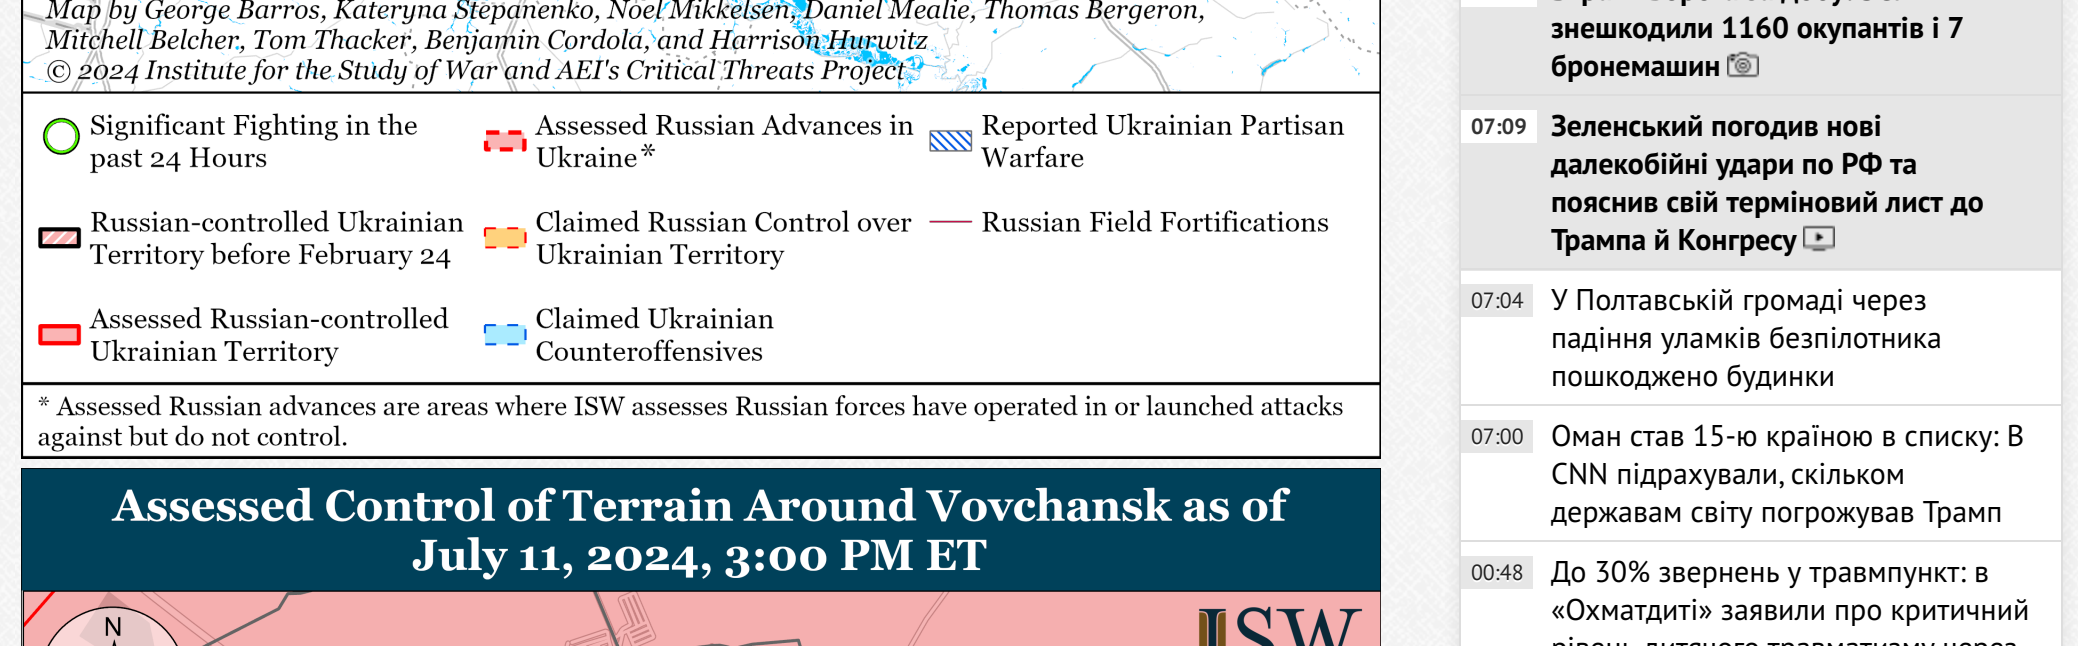 Map by George Barros, Kateryna Stepanenko, Noel Mikkelsen, Daniel Mealie, Thomas Bergeron,
Mitchell Belcher, Tom Thacker, Benjamin Cordola, and Harrison Hurwitz
© 2024 Institute for the Study of War and AEI's Critical Threats Project
Significant Fighting in the
past 24 Hours
Assessed Russian Advances in
Ukraine*
Reported Ukrainian Partisan
Warfare
Russian-controlled Ukrainian
Territory before February 24
Claimed Russian Control over
Ukrainian Territory
Russian Field Fortifications
Assessed Russian-controlled
Ukrainian Territory
Claimed Ukrainian
Counteroffensives
* Assessed Russian advances are areas where ISW assesses Russian forces have operated in or launched attacks
against but do not control.
Assessed Control of Terrain Around Vovchansk as of
July 11, 2024, 3:00 PM ET
N
ISW
знешкодили 1160 окупантів і 7
бронемашин
07:09
Зеленський погодив нові
далекобійні удари по РФ та
пояснив свій терміновий лист до
Трампа й Конгресу
07:04
У Полтавській громаді через
падіння уламків безпілотника
пошкоджено будинки
07:00
Оман став 15-ю країною в списку: В
CNN підрахували, скільком
державам світу погрожував Трамп
00:48
До 30% звернень у травмпункт: в
«Охматдиті» заявили про критичний
рівень дитячого травматизму через